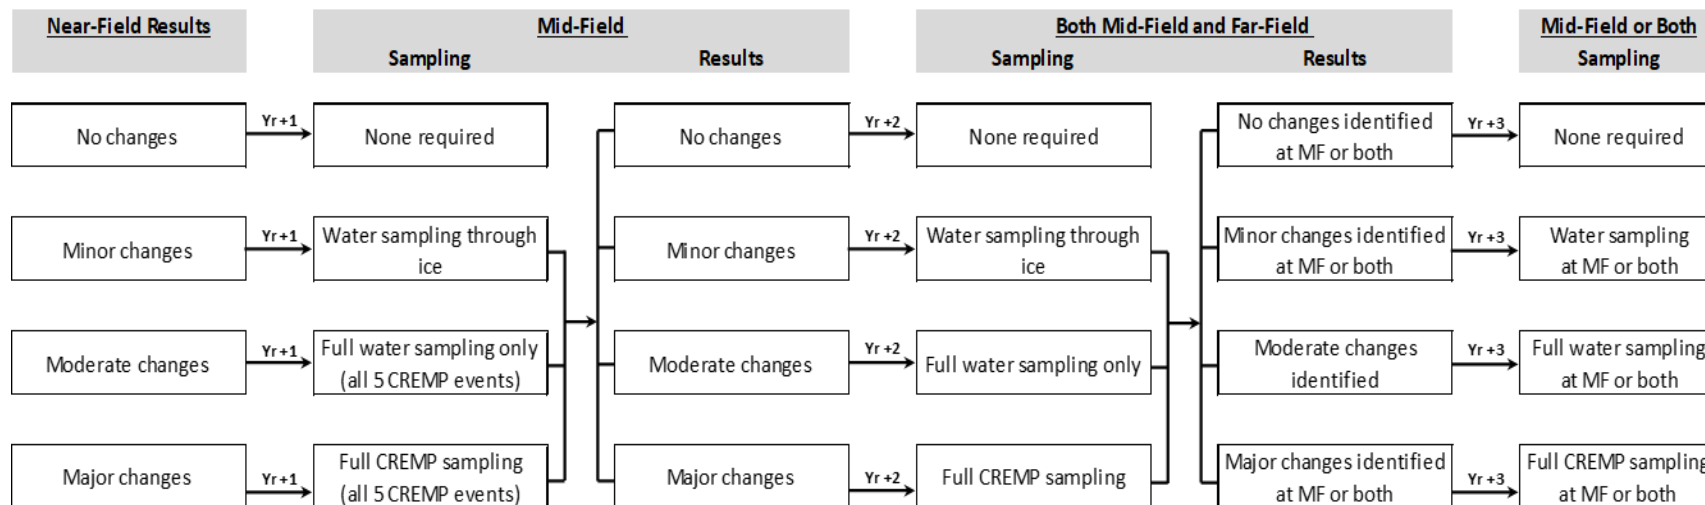 Near-Field Results
Mid-Field
Both Mid-Field and Far-Field
Mid-Field or Both
Sampling
Results
Sampling
Results
Sampling
No changes
Yr +1
None required
No changes
Yr +2
None required
No changes identified
at MF or both
Yr +3
None required
Minor changes
Yr +1
Water sampling through
ice
Minor changes
Yr +2
Water sampling through
ice
Minor changes identified
at MF or both
Yr +3
Water sampling
at MF or both
Moderate changes
Yr +1
Full water sampling only
(all 5 CREMP events)
Moderate changes
Yr +2
Full water sampling only
Moderate changes
identified
Yr +3
Full water sampling
at MF or both
Major changes
Yr +1
Full CREMP sampling
(all 5 CREMP events)
Major changes
Yr +2
Full CREMP sampling
Major changes identified
at MF or both
Yr +3
Full CREMP sampling
at MF or both